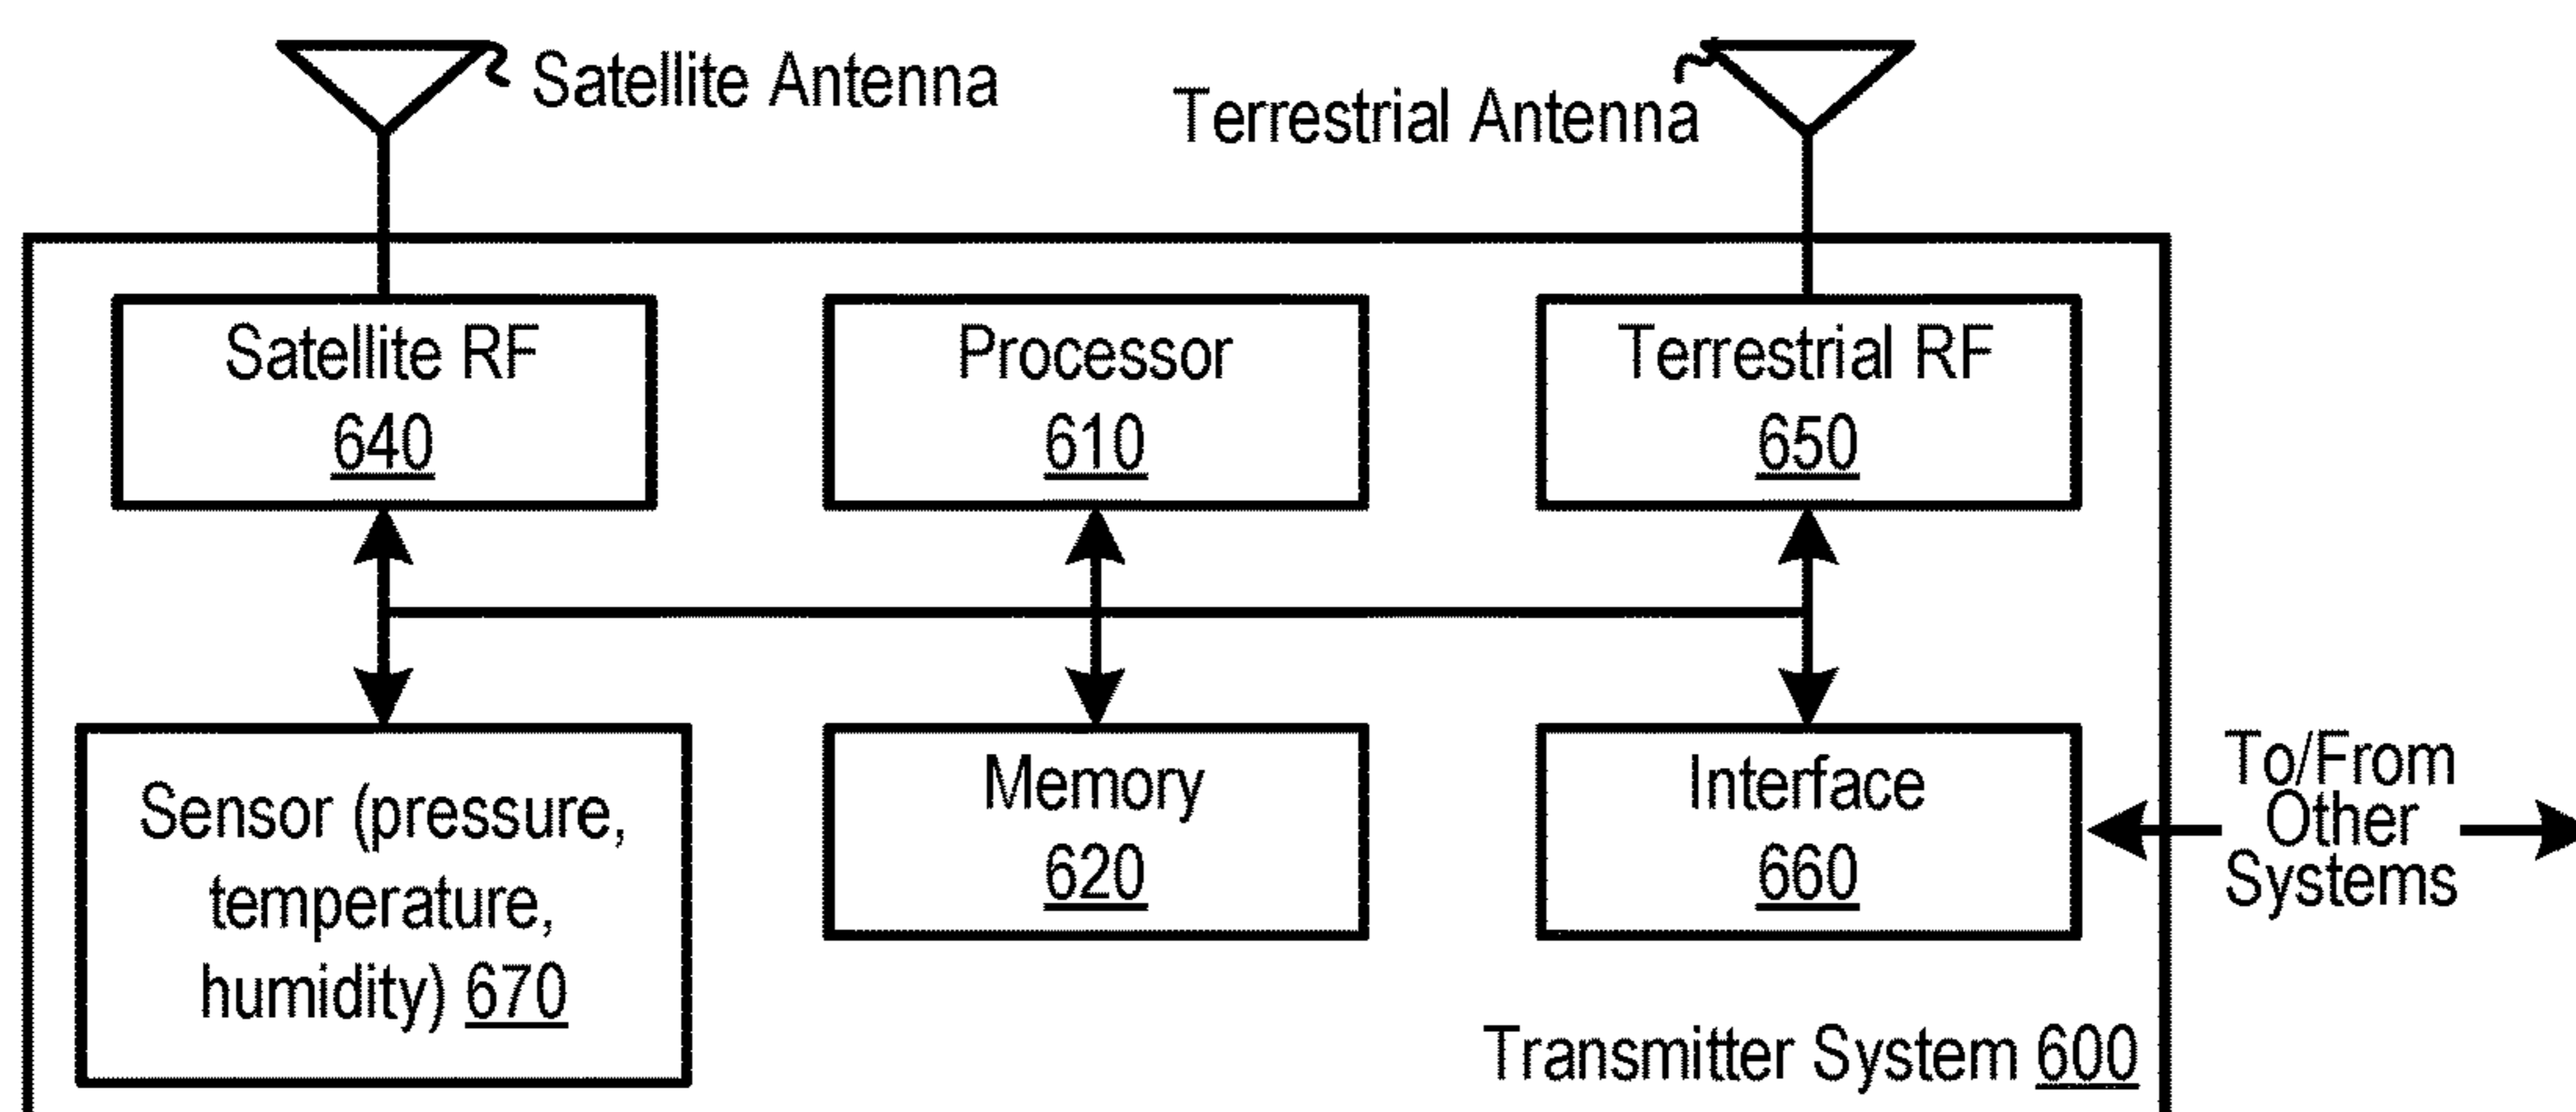 Satellite Antenna
Terrestrial Antenna
Satellite RF
640
Processor
610
Terrestrial RF
650
Sensor (pressure,
temperature,
humidity) 670
Memory
620
Interface
660
To/From
Other
Systems
Transmitter System 600